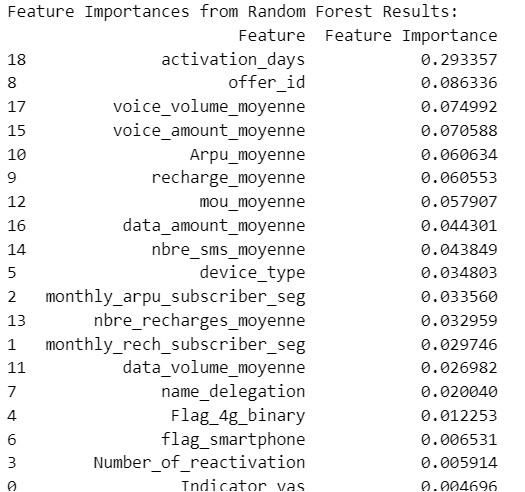 Feature Importances from Random Forest Results:
Feature Feature Importance
18 activation_days 0.293357
8 offer_id 0.086336
17 voice_volume_moyenne 0.074992
15 voice_amount_moyenne 0.070588
10 Arpu_moyenne 0.060634
9 recharge_moyenne 0.060553
12 mou_moyenne 0.057907
16 data_amount_moyenne 0.044301
14 nbre_sms_moyenne 0.043849
5 device_type 0.034803
2 monthly_arpu_subscriber_seg 0.033560
13 nbre_recharges_moyenne 0.032959
1 monthly_rech_subscriber_seg 0.029746
11 data_volume_moyenne 0.026982
7 name_delegation 0.020040
4 Flag_4g_binary 0.012253
6 flag_smartphone 0.006531
3 Number_of_reactivation 0.005914
0 Indicator_vas 0.004696